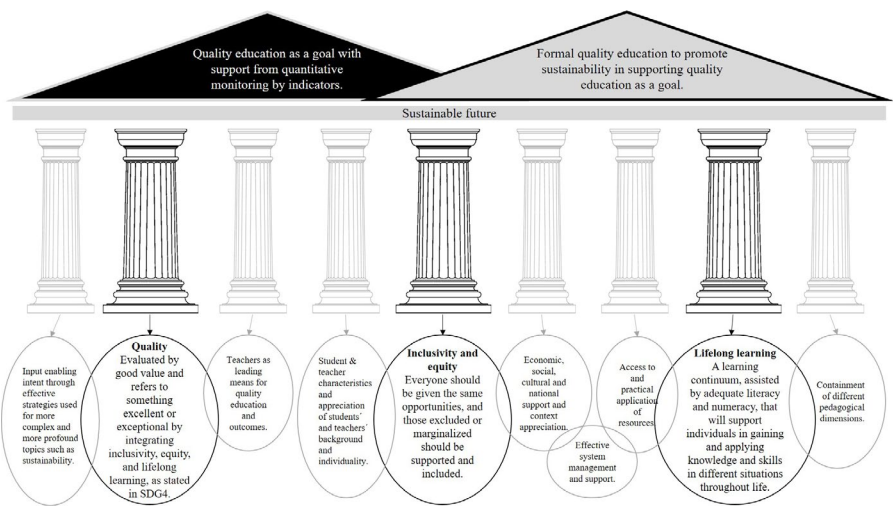 Quality education as a goal with
support from quantitative
monitoring by indicators.
Formal quality education to promote
sustainability in supporting quality
education as a goal.
Sustainable future
Input enabling
intent through
effective
strategies used
for more
complex and
more profound
topics such as
sustainability.
Quality
Evaluated by
good value and
refers to
something
excellent or
exceptional by
integrating
inclusivity, equity,
and lifelong
learning, as stated
in SDG4.
Teachers as
leading
means for
quality
education
and
outcomes.
Student &
teacher
characteristics
and
appreciation
of students´
and teachers´
background
and
individuality.
Inclusivity and
equity
Everyone should
be given the same
opportunities, and
those excluded or
marginalized
should be
supported and
included.
Economic,
social,
cultural and
national
support and
context
appreciation.
Effective
system
management
and support.
Access to
and
practical
application
of
resources.
Lifelong learning
A learning
continuum, assisted
by adequate literacy
and numeracy, that
will support
individuals in gaining
and applying
knowledge and skills
in different situations
throughout life.
Containment
of different
pedagogical
dimensions.